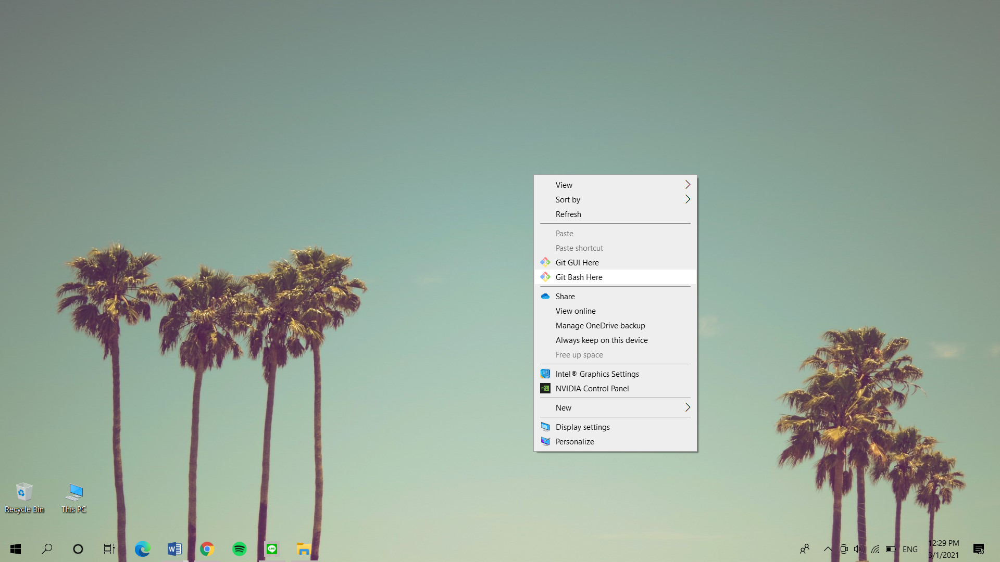 View
Sort by
Refresh
Paste
Paste shortcut
Git GUI Here
Git Bash Here
Share
View online
Manage OneDrive backup
Always keep on this device
Free up space
Intel® Graphics Settings
NVIDIA Control Panel
New
Display settings
Personalize
Recycle Bin
This PC
W
LINE
ENG
12:29 PM
3/1/2021